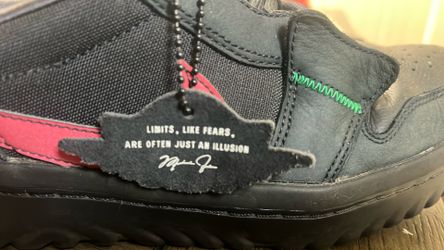 LIMITS, LIKE FEARS,
ARE OFTEN JUST AN ILLUSION